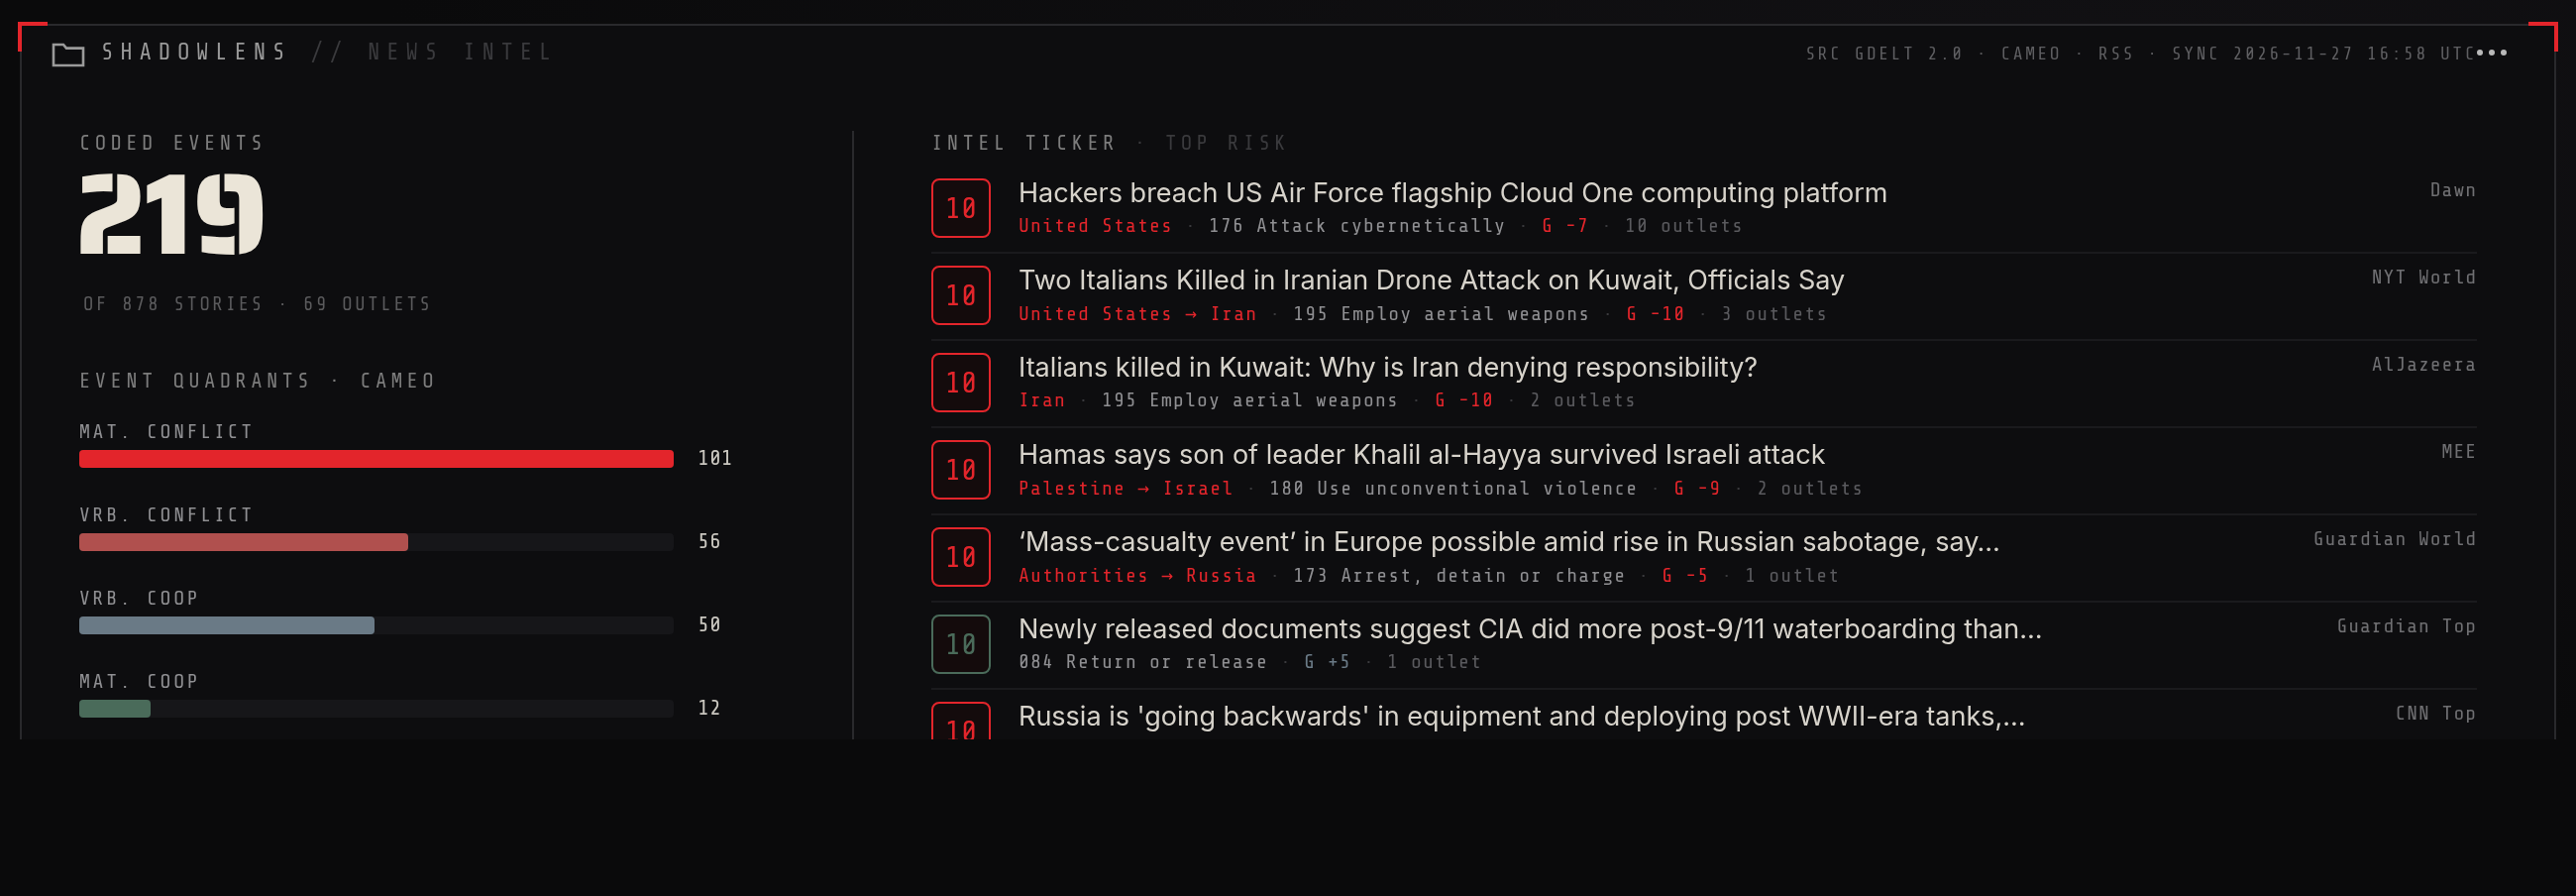 SHADOWLENS // NEWS INTEL
SRC GDELT 2.0 · CAMEO · RSS · SYNC 2026-11-27 16:58 UTC
CODED EVENTS
219
OF 878 STORIES · 69 OUTLETS
EVENT QUADRANTS · CAMEO
MAT. CONFLICT
101
VRB. CONFLICT
56
VRB. COOP
50
MAT. COOP
12
INTEL TICKER · TOP RISK
10 Hackers breach US Air Force flagship Cloud One computing platform Dawn
United States · 176 Attack cybernetically · G -7 · 10 outlets
10 Two Italians Killed in Iranian Drone Attack on Kuwait, Officials Say NYT World
United States → Iran · 195 Employ aerial weapons · G -10 · 3 outlets
10 Italians killed in Kuwait: Why is Iran denying responsibility? AlJazeera
Iran · 195 Employ aerial weapons · G -10 · 2 outlets
10 Hamas says son of leader Khalil al-Hayya survived Israeli attack MEE
Palestine → Israel · 180 Use unconventional violence · G -9 · 2 outlets
10 ‘Mass-casualty event’ in Europe possible amid rise in Russian sabotage, say... Guardian World
Authorities → Russia · 173 Arrest, detain or charge · G -5 · 1 outlet
10 Newly released documents suggest CIA did more post-9/11 waterboarding than... Guardian Top
084 Return or release · G +5 · 1 outlet
10 Russia is 'going backwards' in equipment and deploying post WWII-era tanks,... CNN Top